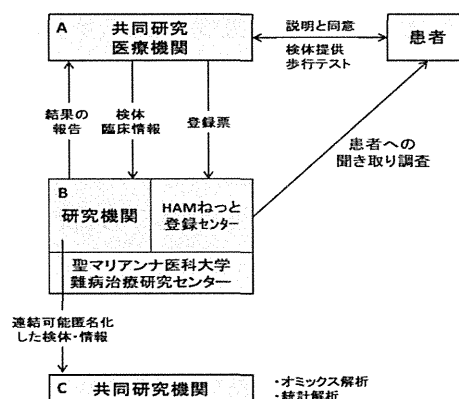 A
共同研究
医療機関
説明と同意
検体提供
歩行テスト
患者
結果の
報告
検体
臨床情報
登録票
患者への
聞き取り調査
B
研究機関
HAMねっと
登録センター
聖マリアンナ医科大学
難病治療研究センター
連結可能匿名化
した検体・情報
C
共同研究機関
・オミックス解析
・統計解析